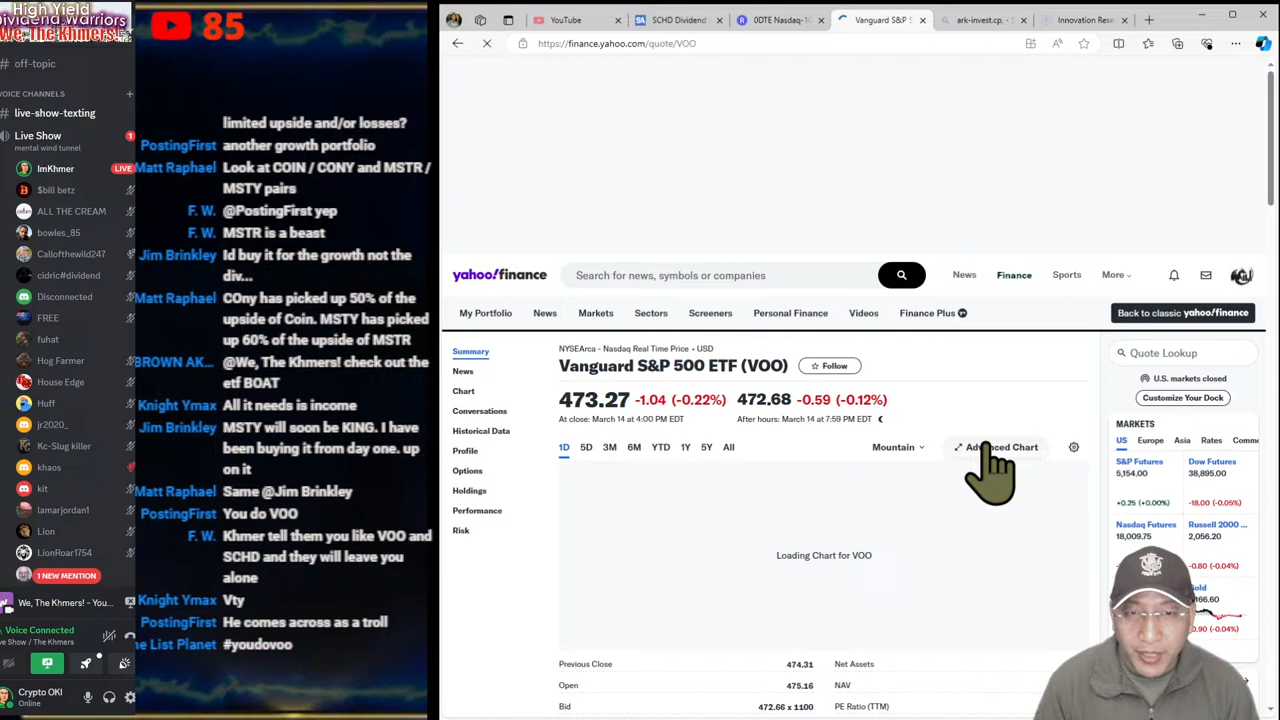 High Yield
Dividend Warriors
We The Khmers!
off-topic
VOICE CHANNELS
live-show-texting
Live Show
1
mental wind tunnel
ImKhmer
LIVE
$bill betz
ALL THE CREAM
bowles_85
Callofthewild247
cidric#dividend
Disconnected
FREE
fuhat
Hog Farmer
House Edge
Huff
jr2020_
Kc-Slug killer
khaos
kit
lamarjordan1
Lion
LionRoar1754
1 NEW MENTION
We, The Khmers - You...
Voice Connected
ve Show / The Khmers
Crypto OKI
Online
85
limited upside and/or losses?
PostingFirst another growth portfolio
Matt Raphael Look at COIN / CONY and MSTR /
MSTY pairs
F. W. @PostingFirst yep
F. W. MSTR is a beast
Jim Brinkley Id buy it for the growth not the
div...
Matt Raphael COny has picked up 50% of the
upside of Coin. MSTY has picked
up 60% of the upside of MSTR
BROWN AK... @We, The Khmers! check out the
etf BOAT
Knight Ymax All it needs is income
Jim Brinkley MSTY will soon be KING. I have
been buying it from day one. up
on it
Matt Raphael Same @Jim Brinkley
PostingFirst You do VOO
F. W. Khmer tell them you like VOO and
SCHD and they will leave you
alone
Knight Ymax Vty
PostingFirst He comes across as a troll
he List Planet #youdovoo
YouTube
SCHD Dividend
0DTE Nasdaq-10
Vanguard S&P 5
ark-invest.cp, - S
Innovation Rese
https://finance.yahoo.com/quote/VOO
yahoo!finance
Search for news, symbols or companies
News
Finance
Sports
More
My Portfolio
News
Markets
Sectors
Screeners
Personal Finance
Videos
Finance Plus
Back to classic yahoo!finance
Summary
News
Chart
Conversations
Historical Data
Profile
Options
Holdings
Performance
Risk
NYSEArca - Nasdaq Real Time Price • USD
Vanguard S&P 500 ETF (VOO)
Follow
473.27 -1.04 (-0.22%)
472.68 -0.59 (-0.12%)
At close: March 14 at 4:00 PM EDT
After hours: March 14 at 7:59 PM EDT
1D 5D 3M 6M YTD 1Y 5Y All
Mountain
Advanced Chart
Loading Chart for VOO
Previous Close 474.31
Net Assets
Open 475.16
NAV
Bid 472.66 x 1100
PE Ratio (TTM)
Quote Lookup
U.S. markets closed
Customize Your Dock
MARKETS
US Europe Asia Rates Comm
S&P Futures
5,154.00
+0.25 (+0.00%)
Dow Futures
38,895.00
-18.00 (-0.05%)
Nasdaq Futures
18,009.75
Russell 2000 ...
2,056.20
-0.80 (-0.04%)
Gold
0.90 (-0.04%)